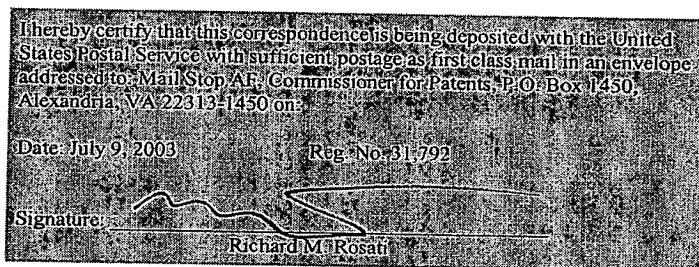 I hereby certify that this correspondence is being deposited with the United
States Postal Service with sufficient postage as first class mail in an envelope
addressed to: Mail Stop AF, Commissioner for Patents, P.O. Box 1450,
Alexandria, VA 22313-1450 on:
Date: July 9, 2003 Reg. No. 31,792
Signature:
Richard M. Rosati